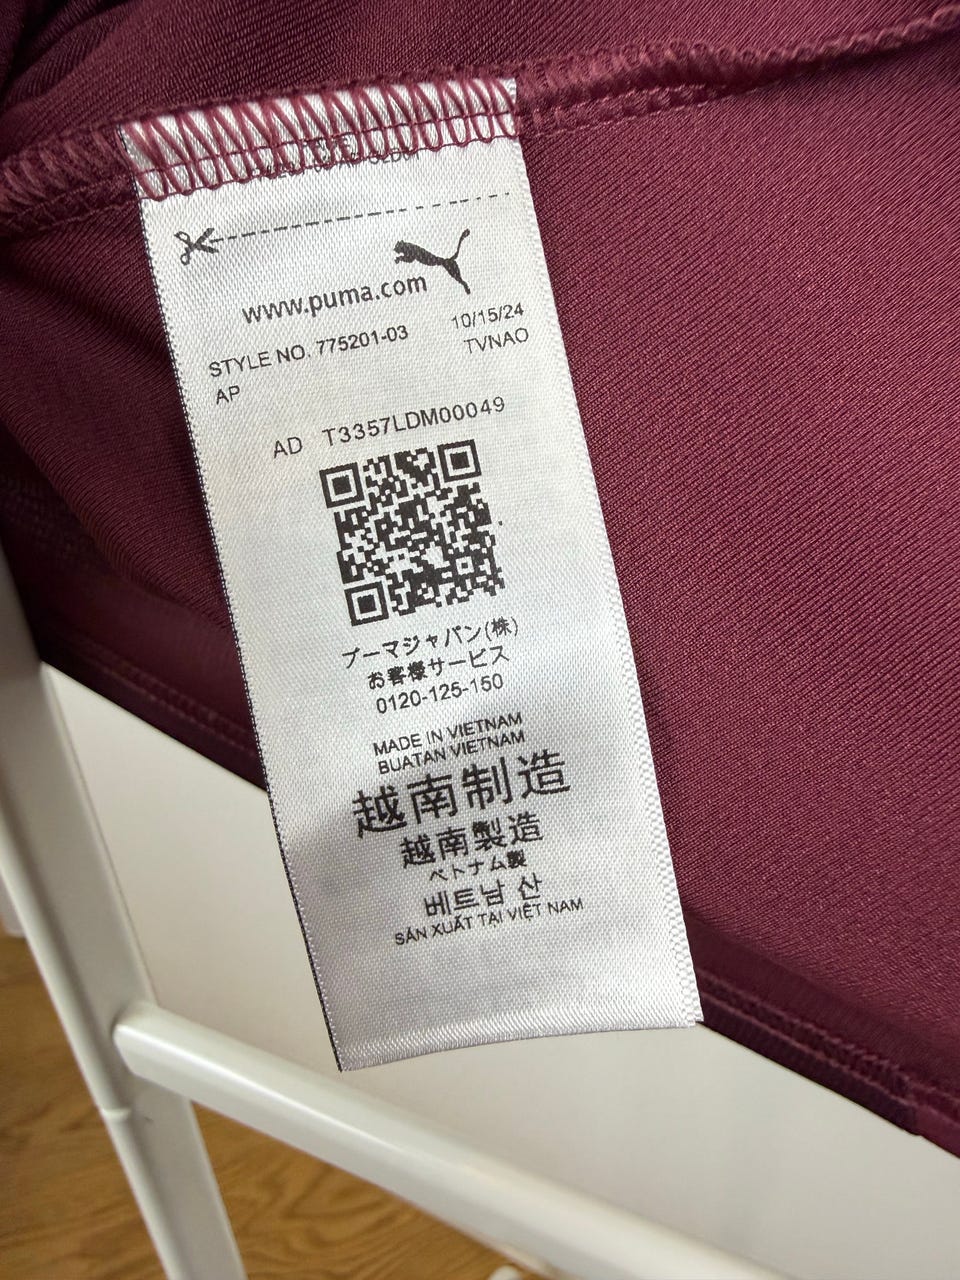 www.puma.com
STYLE NO. 775201-03 10/15/24
AP TVNAO
AD T3357LDM00049
プーマジャパン(株)
お客様サービス
0120-125-150
MADE IN VIETNAM
BUATAN VIETNAM
越南制造
越南製造
ベトナム製
베트남 산
SẢN XUẤT TẠI VIỆT NAM